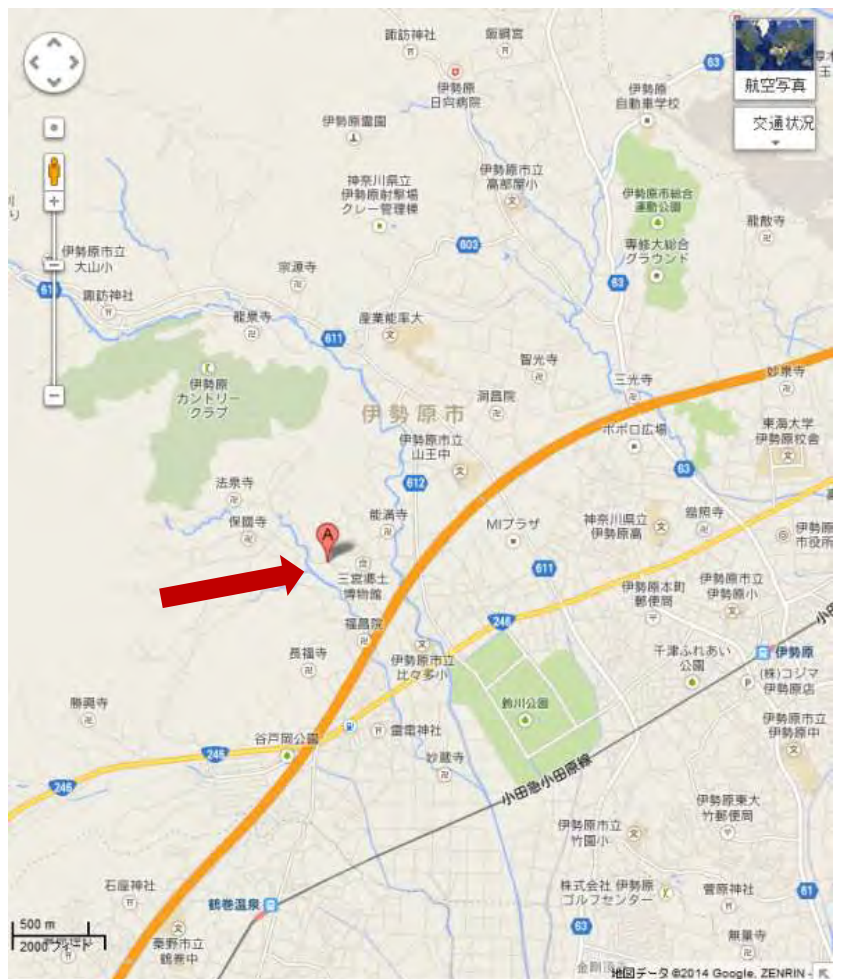 諏訪神社
飯綱宮
63
航空写真
伊勢原
日向病院
伊勢原
自動車学校
交通状況
伊勢原霊園
神奈川県立
伊勢原射撃場
クレー管理棟
伊勢原市立
高部屋小
伊勢原市総合
運動公園
龍散寺
603
専修大総合
グラウンド
伊勢原市立
大山小
宗源寺
63
諏訪神社
龍泉寺
産業能率大
611
智光寺
三光寺
妙泉寺
伊勢原
カントリー
クラブ
洞昌院
伊勢原市
ポポロ広場
東海大学
伊勢原校舎
伊勢原市立
山王中
63
法泉寺
612
保國寺
能満寺
MIプラザ
神奈川県立
伊勢原高
伊勢原
市役所
A
三宮郷土
博物館
611
伊勢原本町
郵便局
伊勢原市立
伊勢原小
246
福昌院
長福寺
伊勢原市立
比々多小
千津ふれあい
公園
伊勢原
(株)コジマ
伊勢原店
勝興寺
鈴川公園
雷電神社
谷戸岡公園
伊勢原市立
伊勢原中
246
妙蔵寺
246
小田急小田原線
伊勢原東大
竹郵便局
伊勢原市立
竹園小
石座神社
株式会社 伊勢原
ゴルフセンター
菅原神社
61
鶴巻温泉
500 m
2000 フィート
秦野市立
鶴巻中
63
無量寺
地図データ ©2014 Google, ZENRIN -